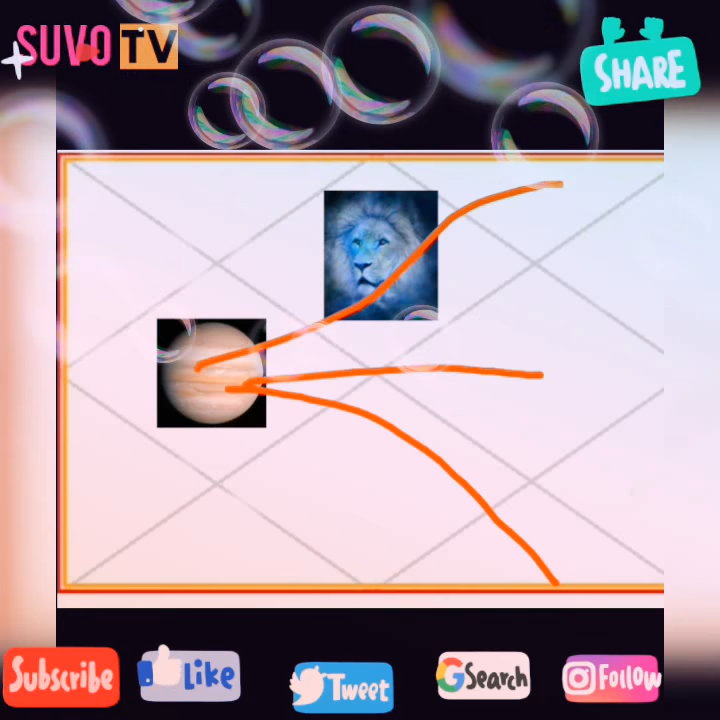 SUVO TV
SHARE
Subscribe
Like
Tweet
GSearch
Follow